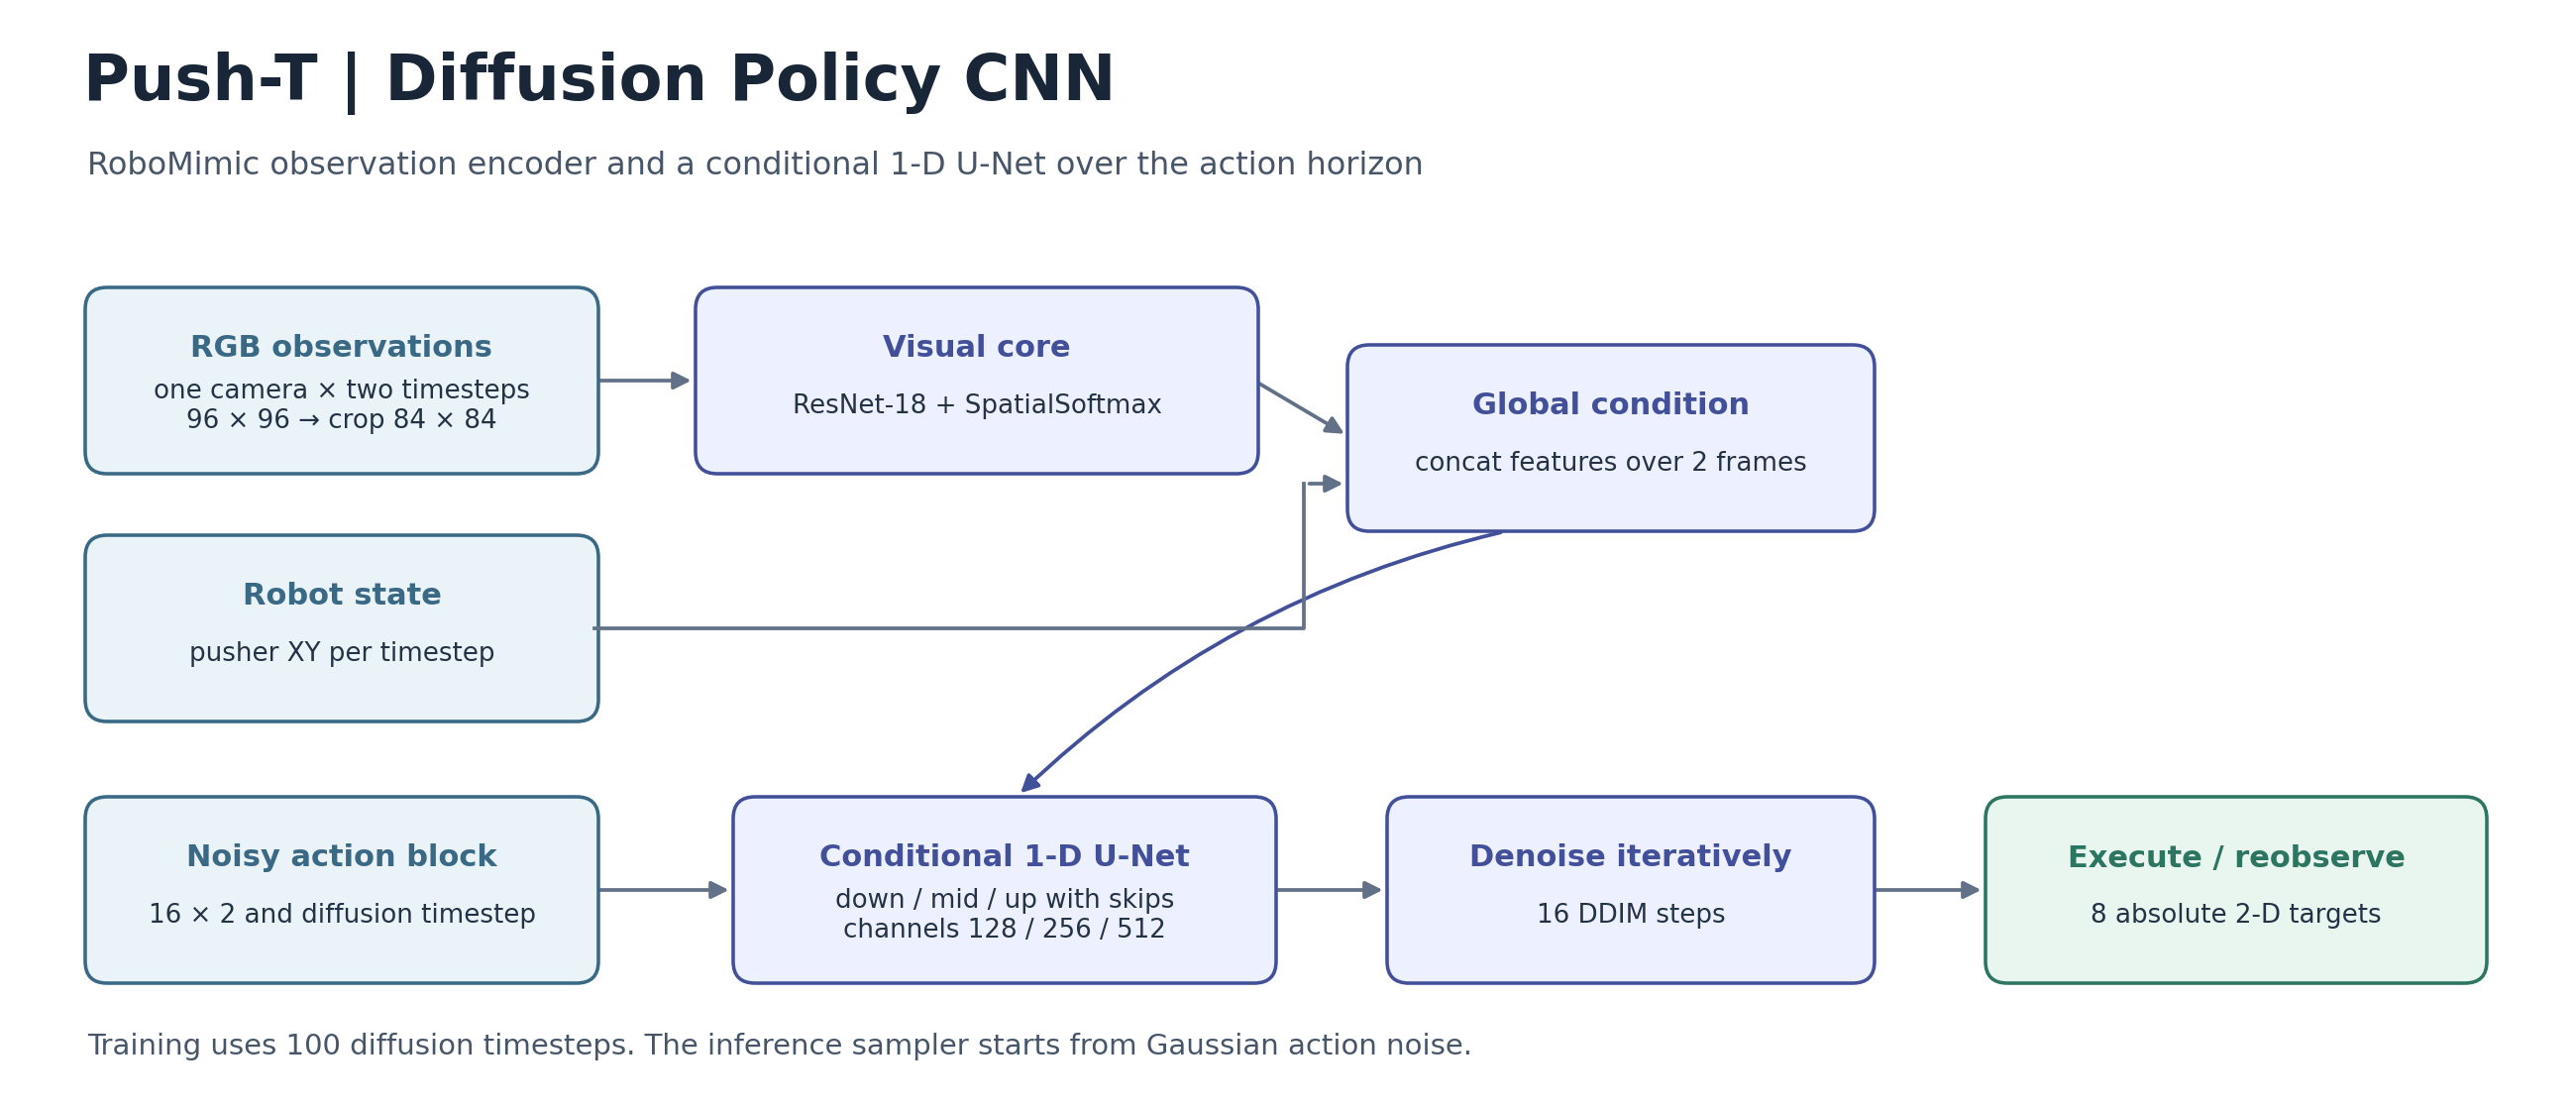 Push-T | Diffusion Policy CNN
RoboMimic observation encoder and a conditional 1-D U-Net over the action horizon
RGB observations
one camera × two timesteps
96 × 96 → crop 84 × 84
Visual core
ResNet-18 + SpatialSoftmax
Global condition
concat features over 2 frames
Robot state
pusher XY per timestep
Noisy action block
16 × 2 and diffusion timestep
Conditional 1-D U-Net
down / mid / up with skips
channels 128 / 256 / 512
Denoise iteratively
16 DDIM steps
Execute / reobserve
8 absolute 2-D targets
Training uses 100 diffusion timesteps. The inference sampler starts from Gaussian action noise.